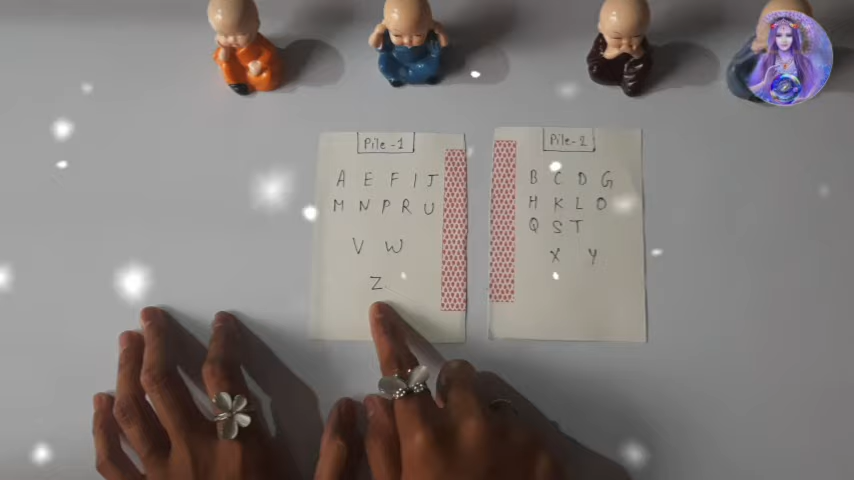 Pile-1
A E F I J
M N P R U
V W
Z
Pile-2
B C D G
H K L O
Q S T
X Y